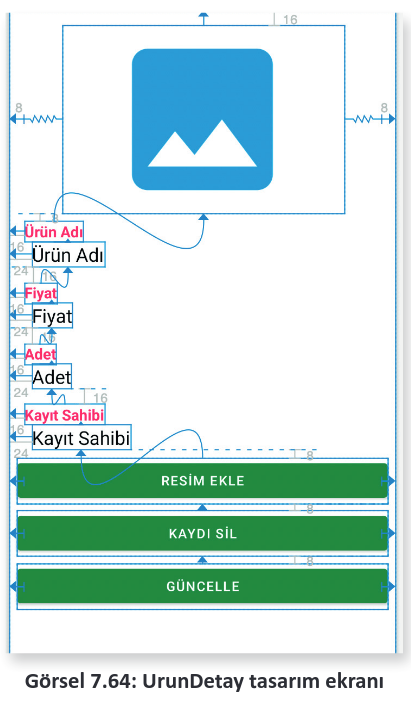 16
8
8
8
Ürün Adı
16
Ürün Adı
24
16
Fiyat
16
Fiyat
24
16
Adet
16
Adet
24
16
Kayıt Sahibi
16
Kayıt Sahibi
24
8
RESİM EKLE
8
KAYDI SİL
8
GÜNCELLE
Görsel 7.64: UrunDetay tasarım ekranı